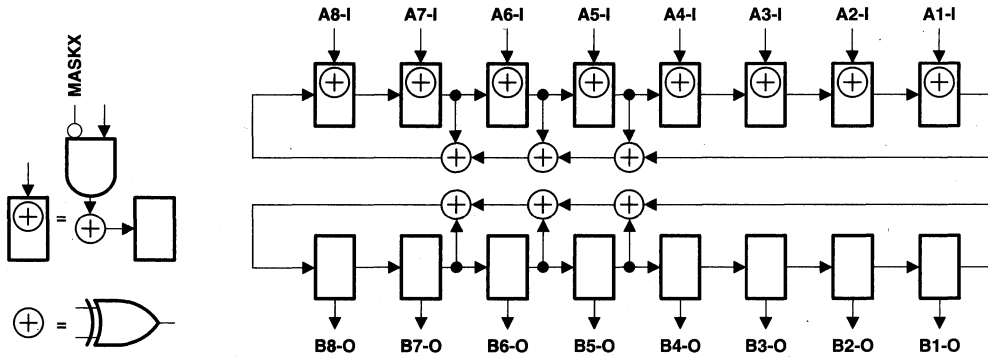 A8-I A7-I A6-I A5-I A4-I A3-I A2-I A1-I
MASKX
=
=
B8-O B7-O B6-O B5-O B4-O B3-O B2-O B1-O